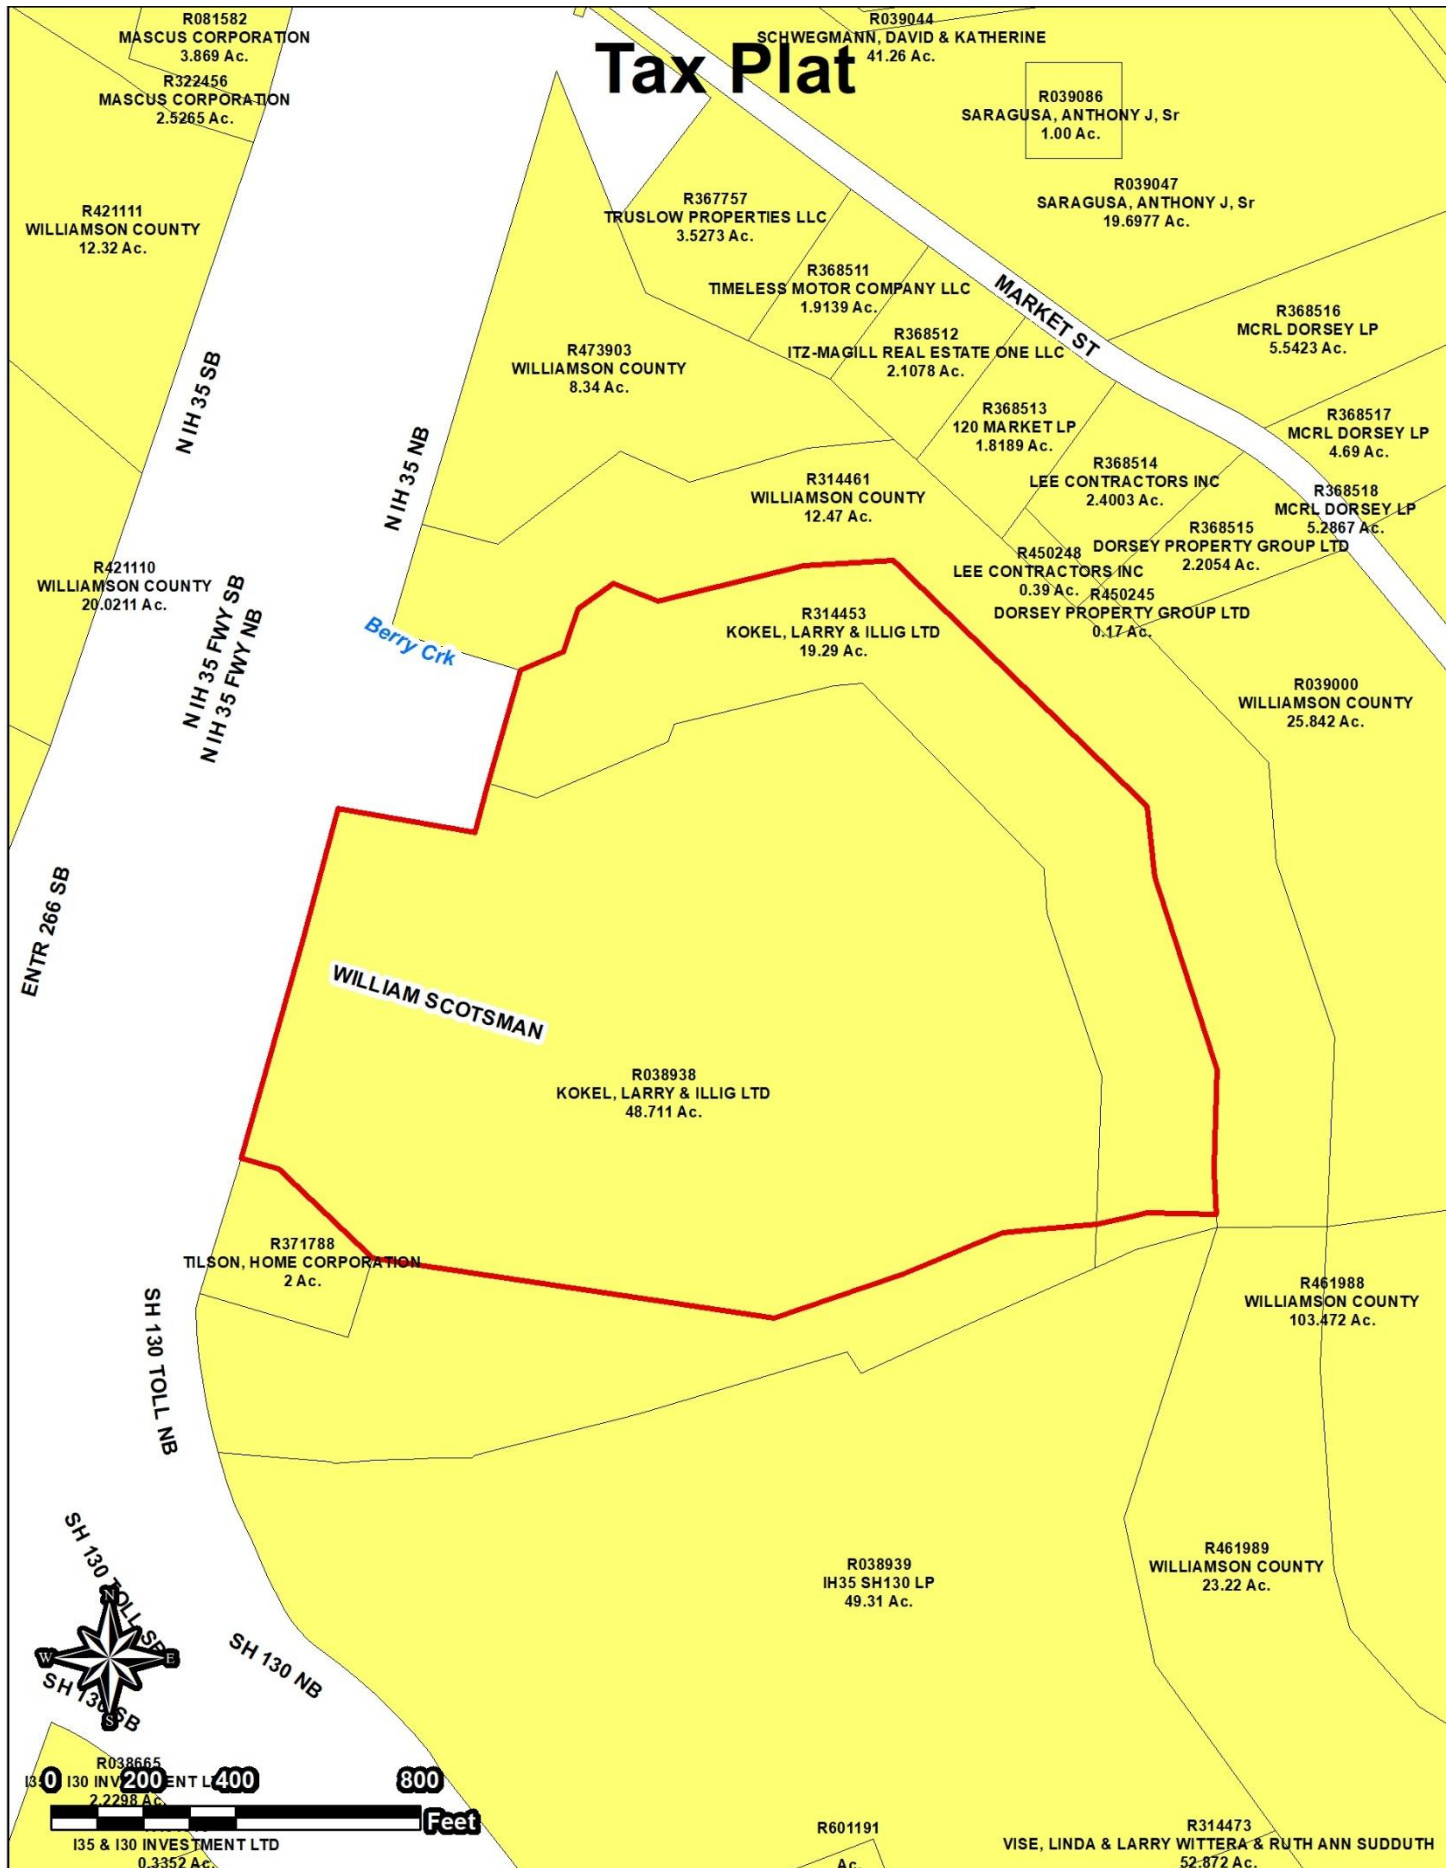 Tax Plat
R081582
MASCUS CORPORATION
3.869 Ac.
R322456
MASCUS CORPORATION
2.5265 Ac.
R039044
SCHWEGMANN, DAVID & KATHERINE
41.26 Ac.
R039086
SARAGUSA, ANTHONY J, Sr
1.00 Ac.
R421111
WILLIAMSON COUNTY
12.32 Ac.
R367757
TRUSLOW PROPERTIES LLC
3.5273 Ac.
R039047
SARAGUSA, ANTHONY J, Sr
19.6977 Ac.
R368511
TIMELESS MOTOR COMPANY LLC
1.9139 Ac.
MARKET ST
R368512
ITZ-MAGILL REAL ESTATE ONE LLC
2.1078 Ac.
R368516
MCRL DORSEY LP
5.5423 Ac.
R473903
WILLIAMSON COUNTY
8.34 Ac.
N IH 35 SB
N IH 35 NB
R368513
120 MARKET LP
1.8189 Ac.
R368517
MCRL DORSEY LP
4.69 Ac.
R368514
LEE CONTRACTORS INC
2.4003 Ac.
R314461
WILLIAMSON COUNTY
12.47 Ac.
R368518
MCRL DORSEY LP
5.2867 Ac.
R368515
DORSEY PROPERTY GROUP LTD
2.2054 Ac.
R450248
LEE CONTRACTORS INC
0.39 Ac.
R450245
DORSEY PROPERTY GROUP LTD
0.17 Ac.
R421110
WILLIAMSON COUNTY
20.0211 Ac.
N IH 35 FWY SB
N IH 35 FWY NB
Berry Crk
R314453
KOKEL, LARRY & ILLIG LTD
19.29 Ac.
R039000
WILLIAMSON COUNTY
25.842 Ac.
ENTR 266 SB
WILLIAM SCOTSMAN
R038938
KOKEL, LARRY & ILLIG LTD
48.711 Ac.
R371788
TILSON, HOME CORPORATION
2 Ac.
R461988
WILLIAMSON COUNTY
103.472 Ac.
SH 130 TOLL NB
R038939
IH35 SH130 LP
49.31 Ac.
R461989
WILLIAMSON COUNTY
23.22 Ac.
SH 130 TOLL SB
SH 130 NB
SH 130 SB
N
W
E
S
R038665
I30
2.2298 Ac.
0 200 400 800
Feet
I35 & I30 INVESTMENT LTD
0.3352 Ac.
R601191
Ac.
R314473
VISE, LINDA & LARRY WITTERA & RUTH ANN SUDDUTH
52.872 Ac.